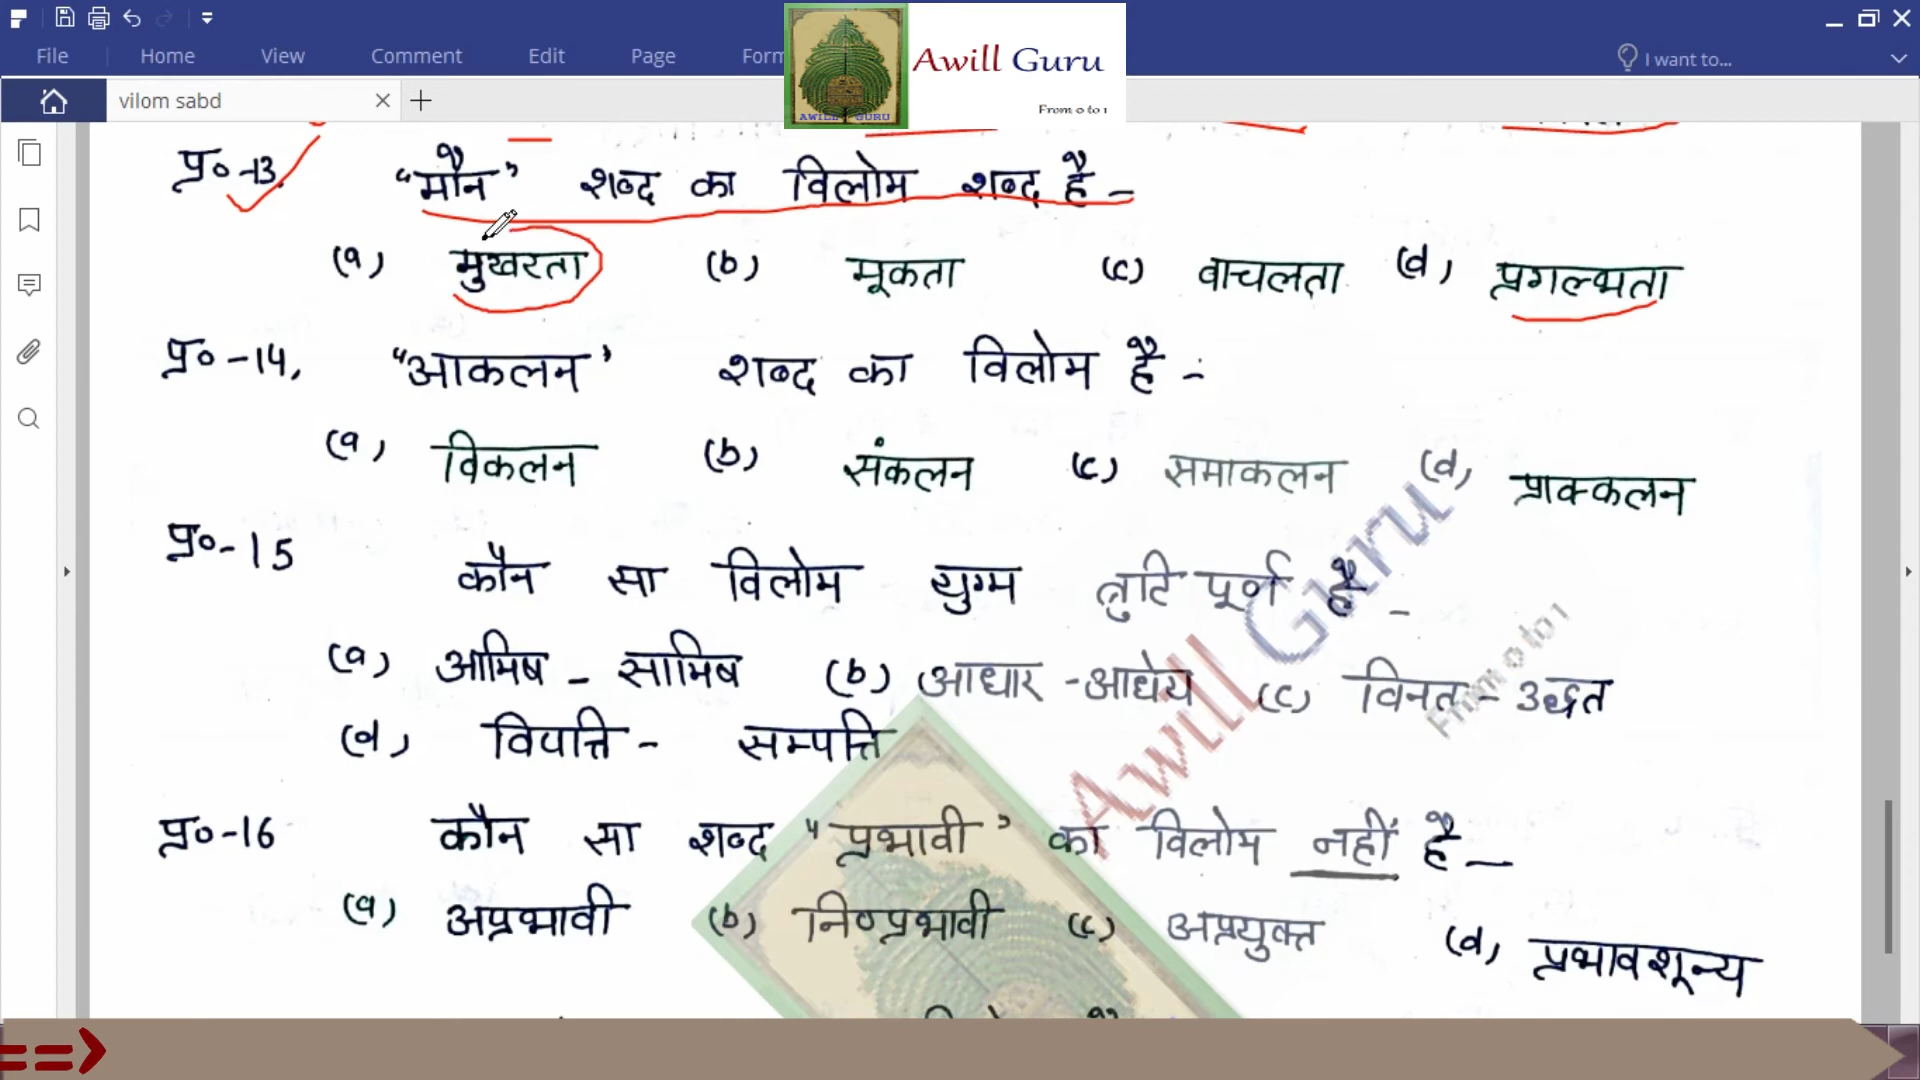 File Home View Comment Edit Page Form I want to...
AWILL GURU
Awill Guru
From 0 to 1
vilom sabd
प्र०-13. "मौन" शब्द का विलोम शब्द है -
(a) मुखरता (b) मूकता (c) वाचलता (d) प्रगल्भता
प्र०-14. "आकलन" शब्द का विलोम है -
(a) विकलन (b) संकलन (c) समाकलन (d) प्राक्कलन
प्र०-15 कौन सा विलोम युग्म त्रुटि पूर्ण है -
(a) आमिष - सामिष (b) आधार - आधेय (c) विनत - उद्धत
(d) विपत्ति - सम्पत्ति
प्र०-16 कौन सा शब्द "प्रभावी" का विलोम नहीं है -
(a) अप्रभावी (b) निष्प्रभावी (c) अप्रयुक्त (d) प्रभावशून्य
Awill Guru
From 0 to 1
==>